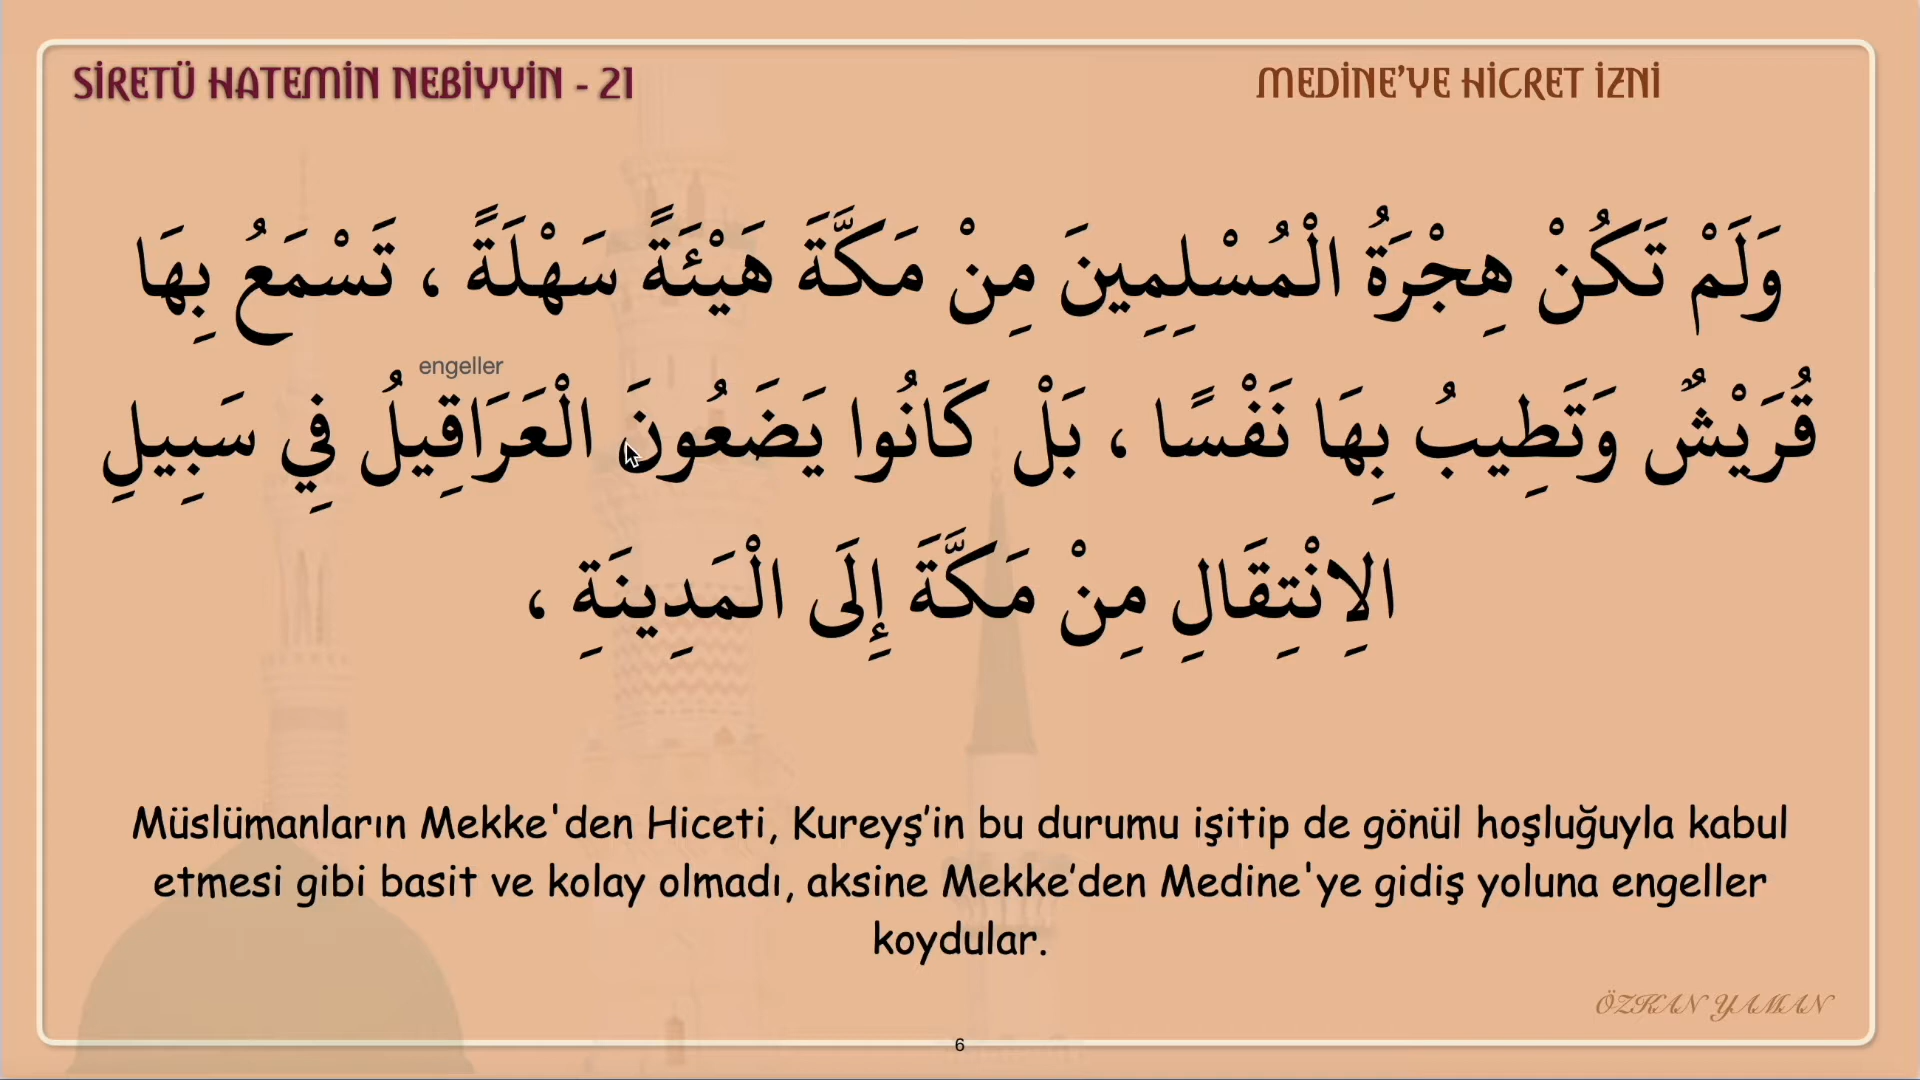 SİRETÜ HATEMİN NEBİYYİN - 21
MEDİNE’YE HİCRET İZNİ
وَلَمْ تَكُنْ هِجْرَةُ الْمُسْلِمِينَ مِنْ مَكَّةَ هَيْئَةً سَهْلَةً ، تَسْمَعُ بِهَا
engeller
قُرَيْشٌ وَتَطِيبُ بِهَا نَفْسًا ، بَلْ كَانُوا يَضَعُونَ الْعَرَاقِيلُ فِي سَبِيلِ
الِانْتِقَالِ مِنْ مَكَّةَ إِلَى الْمَدِينَةِ ،
Müslümanların Mekke'den Hiceti, Kureyş’in bu durumu işitip de gönül hoşluğuyla kabul
etmesi gibi basit ve kolay olmadı, aksine Mekke’den Medine'ye gidiş yoluna engeller
koydular.
ÖZKAN YAMAN
6